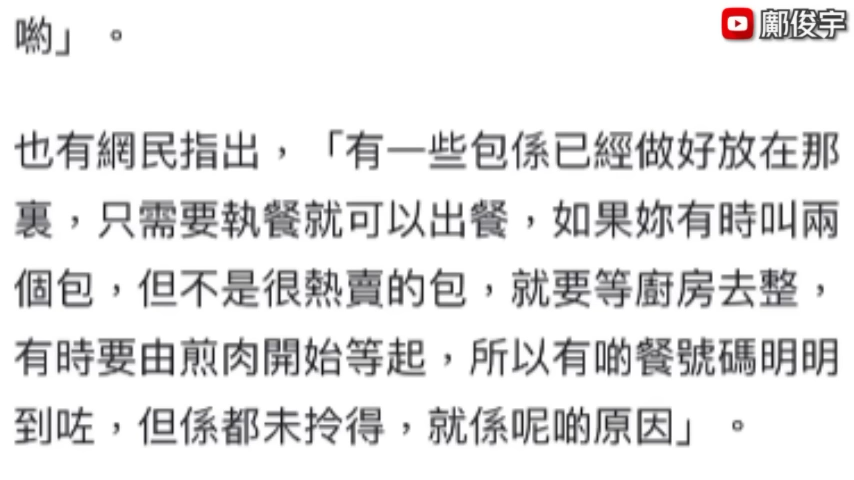 鄺俊宇
喲」。
也有網民指出，「有一些包係已經做好放在那
裏，只需要執餐就可以出餐，如果妳有時叫兩
個包，但不是很熱賣的包，就要等廚房去整，
有時要由煎肉開始等起，所以有啲餐號碼明明
到咗，但係都未拎得，就係呢啲原因」。